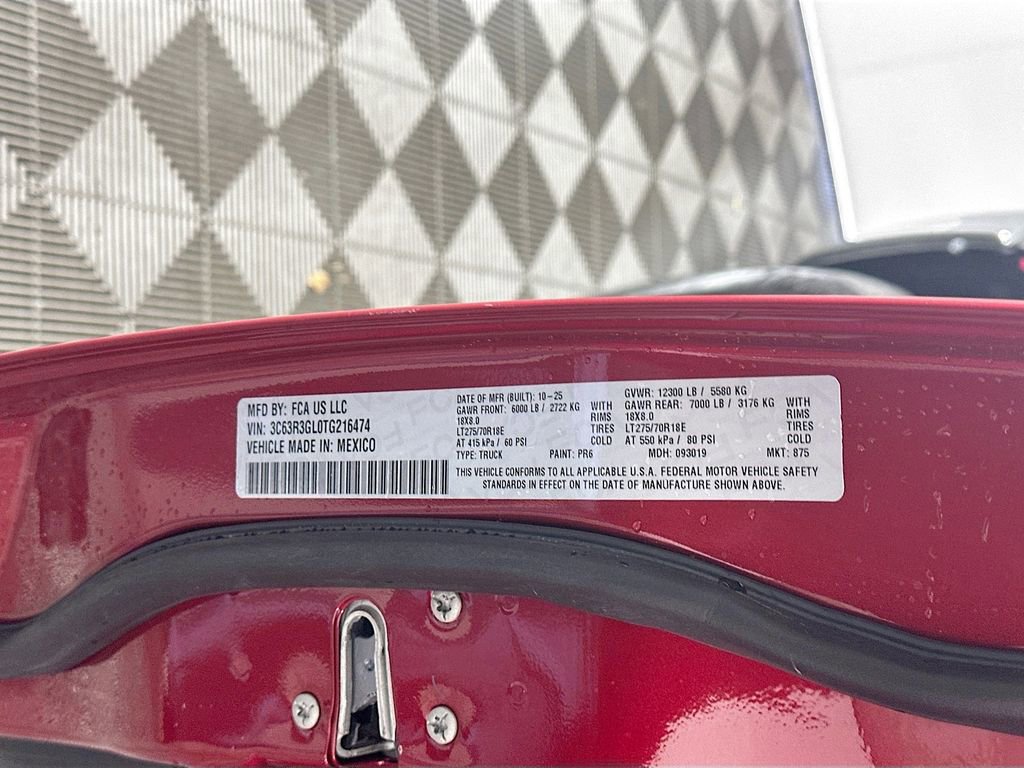 MFD BY: FCA US LLC
VIN: 3C63R3GL0TG216474
VEHICLE MADE IN: MEXICO
DATE OF MFR (BUILT): 10-25
GAWR FRONT: 6000 LB / 2722 KG WITH
18X8.0 RIMS
LT275/70R18E TIRES
AT 415 kPa / 60 PSI COLD
TYPE: TRUCK PAINT: PR6
GVWR: 12300 LB / 5580 KG
GAWR REAR: 7000 LB / 3176 KG WITH
18X8.0 RIMS
LT275/70R18E TIRES
AT 550 kPa / 80 PSI COLD
MDH: 093019 MKT: 875
THIS VEHICLE CONFORMS TO ALL APPLICABLE U.S.A. FEDERAL MOTOR VEHICLE SAFETY
STANDARDS IN EFFECT ON THE DATE OF MANUFACTURE SHOWN ABOVE.